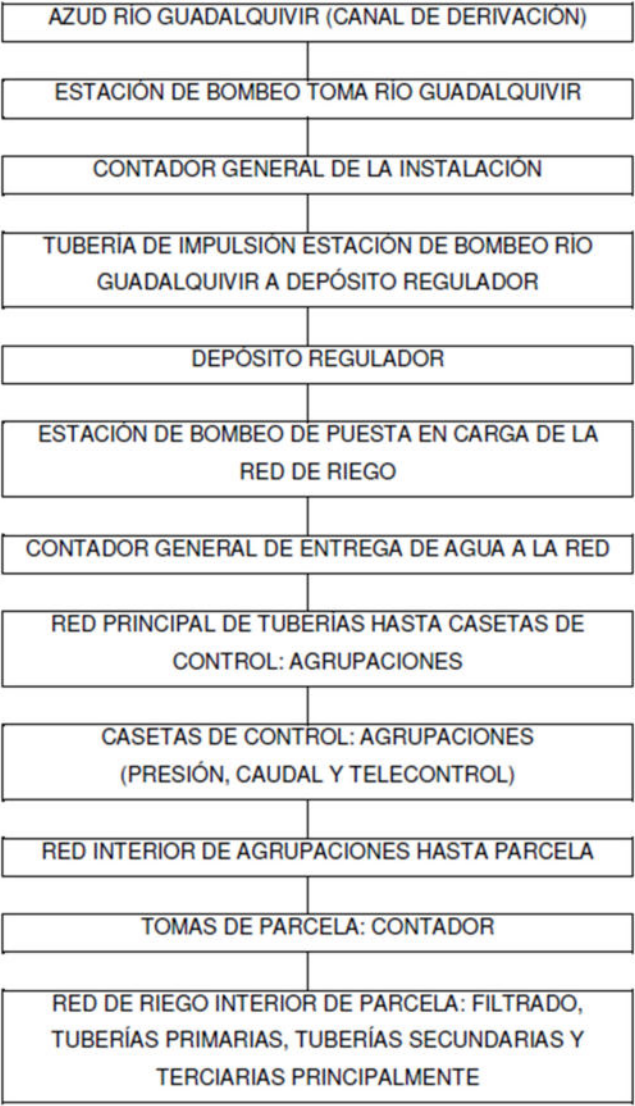 AZUD RÍO GUADALQUIVIR (CANAL DE DERIVACIÓN)
ESTACIÓN DE BOMBEO TOMA RÍO GUADALQUIVIR
CONTADOR GENERAL DE LA INSTALACIÓN
TUBERÍA DE IMPULSIÓN ESTACIÓN DE BOMBEO RÍO
GUADALQUIVIR A DEPÓSITO REGULADOR
DEPÓSITO REGULADOR
ESTACIÓN DE BOMBEO DE PUESTA EN CARGA DE LA
RED DE RIEGO
CONTADOR GENERAL DE ENTREGA DE AGUA A LA RED
RED PRINCIPAL DE TUBERÍAS HASTA CASETAS DE
CONTROL: AGRUPACIONES
CASETAS DE CONTROL: AGRUPACIONES
(PRESIÓN, CAUDAL Y TELECONTROL)
RED INTERIOR DE AGRUPACIONES HASTA PARCELA
TOMAS DE PARCELA: CONTADOR
RED DE RIEGO INTERIOR DE PARCELA: FILTRADO,
TUBERÍAS PRIMARIAS, TUBERÍAS SECUNDARIAS Y
TERCIARIAS PRINCIPALMENTE